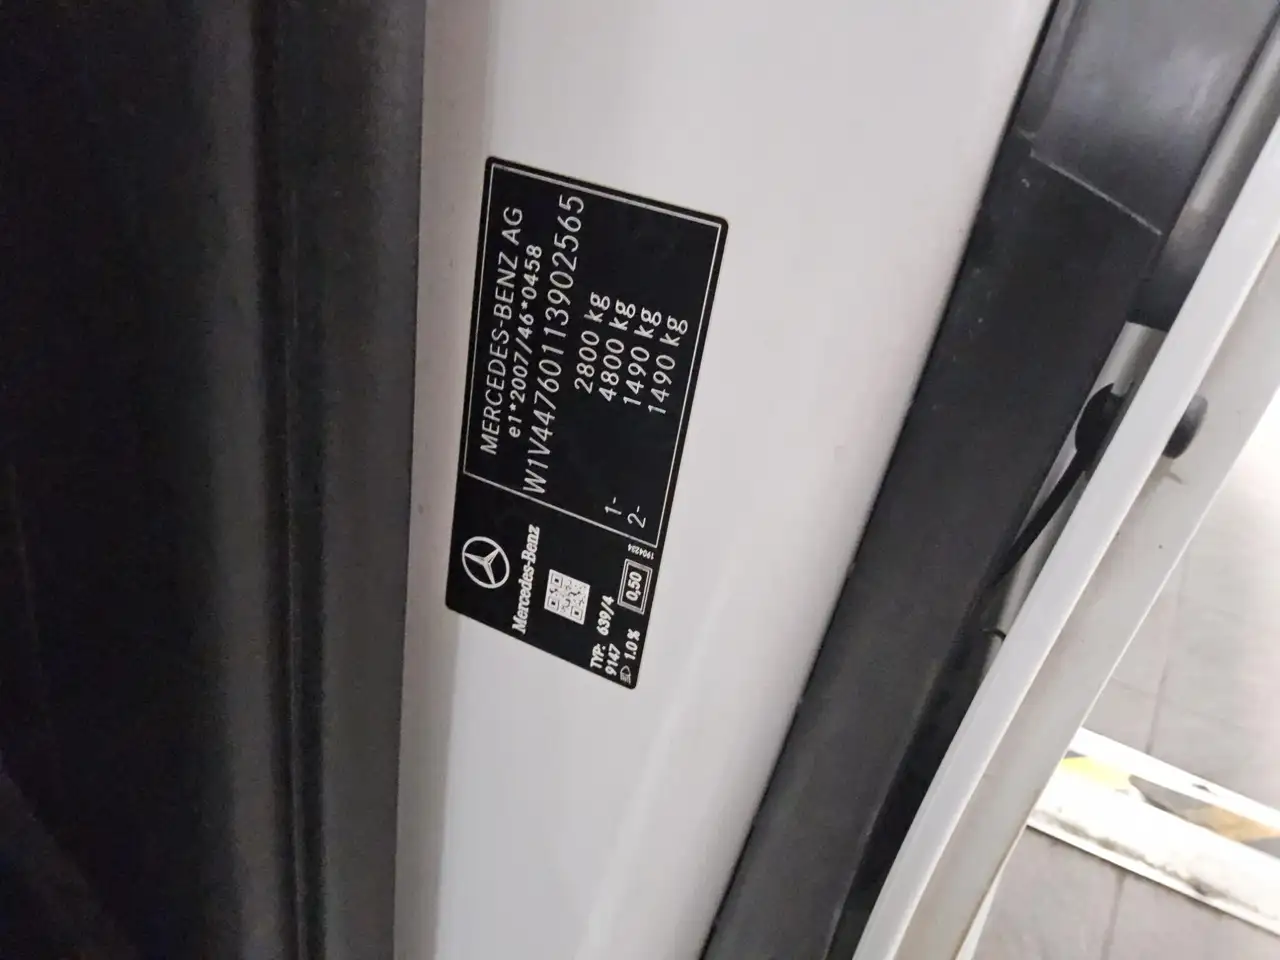 MERCEDES-BENZ AG
e1*2007/46*0458
W1V44760113902565
2800 kg
4800 kg
1- 1490 kg
2- 1490 kg
Mercedes-Benz
TYP: 639/4
9147
1.0%
0,50
1904224